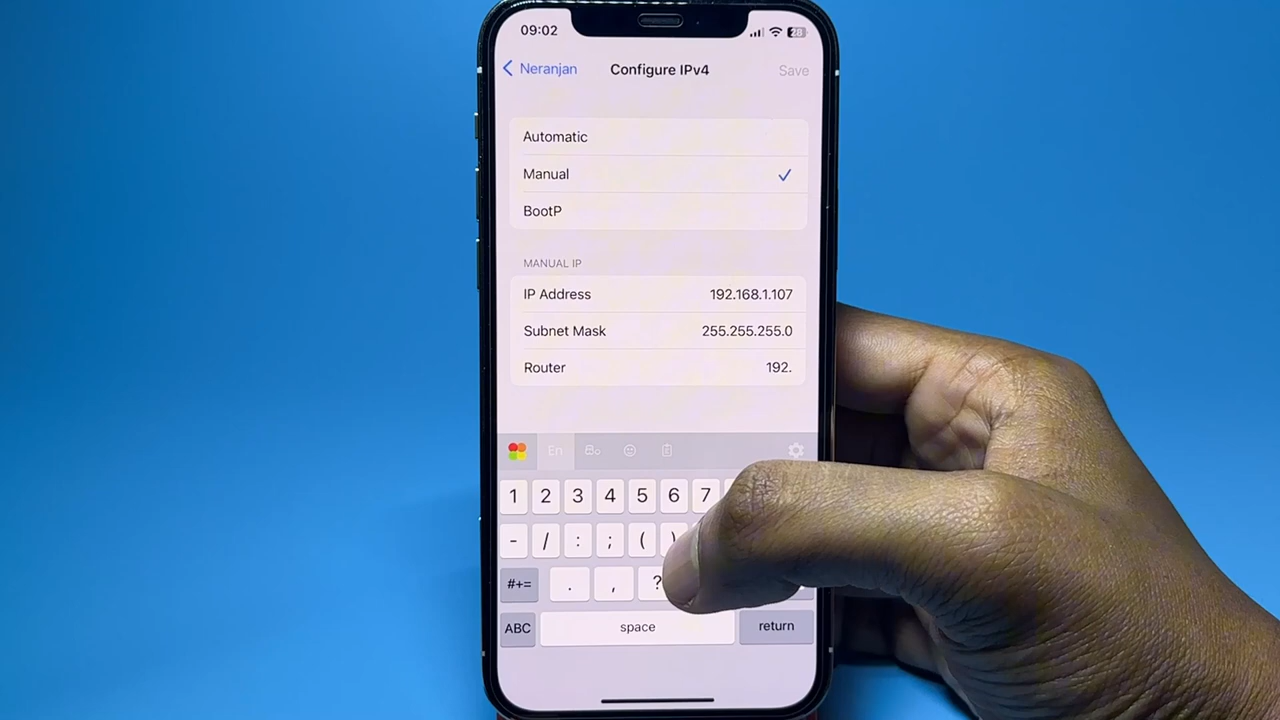 09:02 28
Neranjan Configure IPv4 Save
Automatic
Manual
BootP
MANUAL IP
IP Address 192.168.1.107
Subnet Mask 255.255.255.0
Router 192.
En
1 2 3 4 5 6 7
- / : ; ( )
#+= . , ?
ABC space return